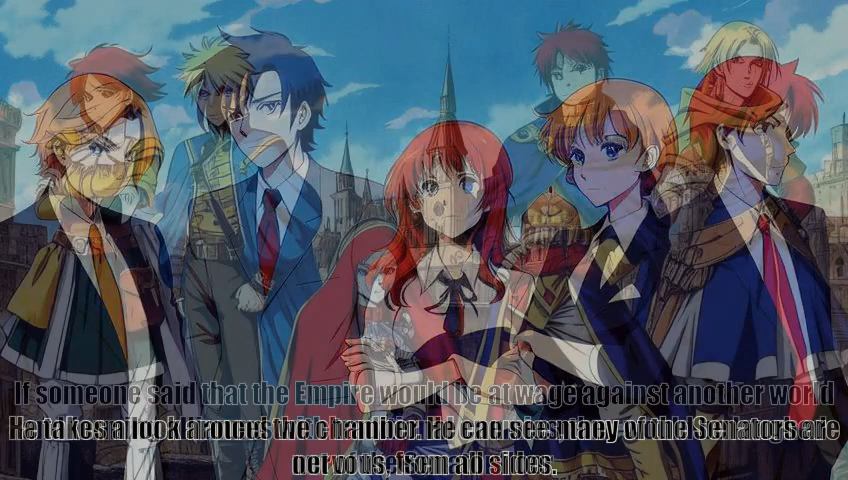 If someone said that the Empire would be at wage against another world
He takes a look around the chamber. He can see many of the Senators are
nervous, from all sides.